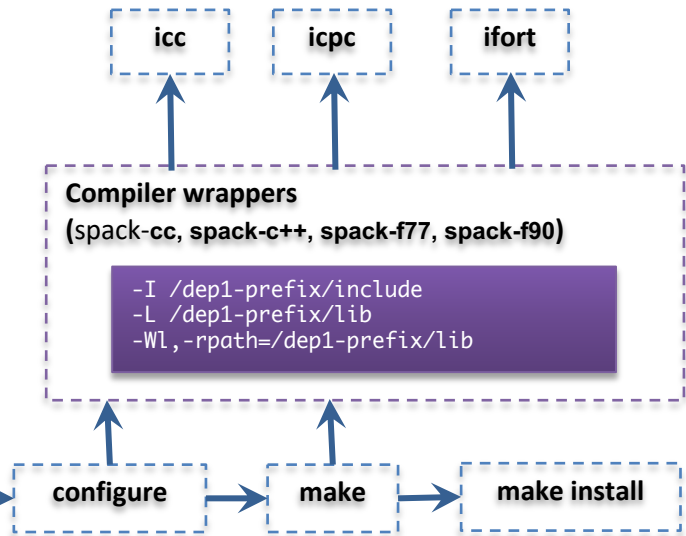 icc icpc ifort
Compiler wrappers
(spack-cc, spack-c++, spack-f77, spack-f90)
-I /dep1-prefix/include
-L /dep1-prefix/lib
-Wl,-rpath=/dep1-prefix/lib
configure make make install